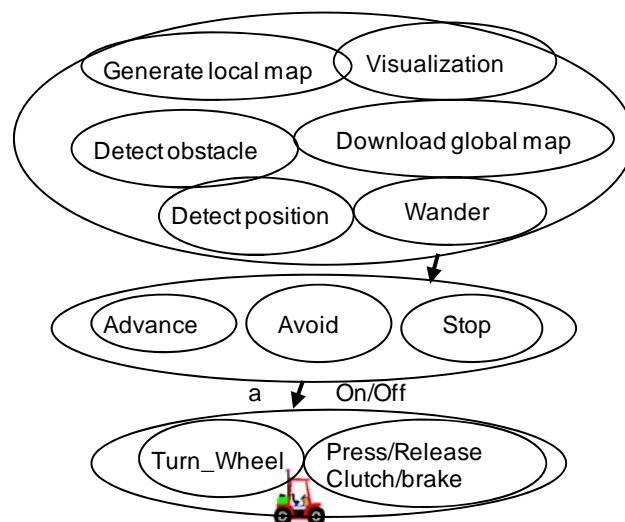 Generate local map
Visualization
Detect obstacle
Download global map
Detect position
Wander
Advance
Avoid
Stop
a
On/Off
Turn_Wheel
Press/Release
Clutch/brake